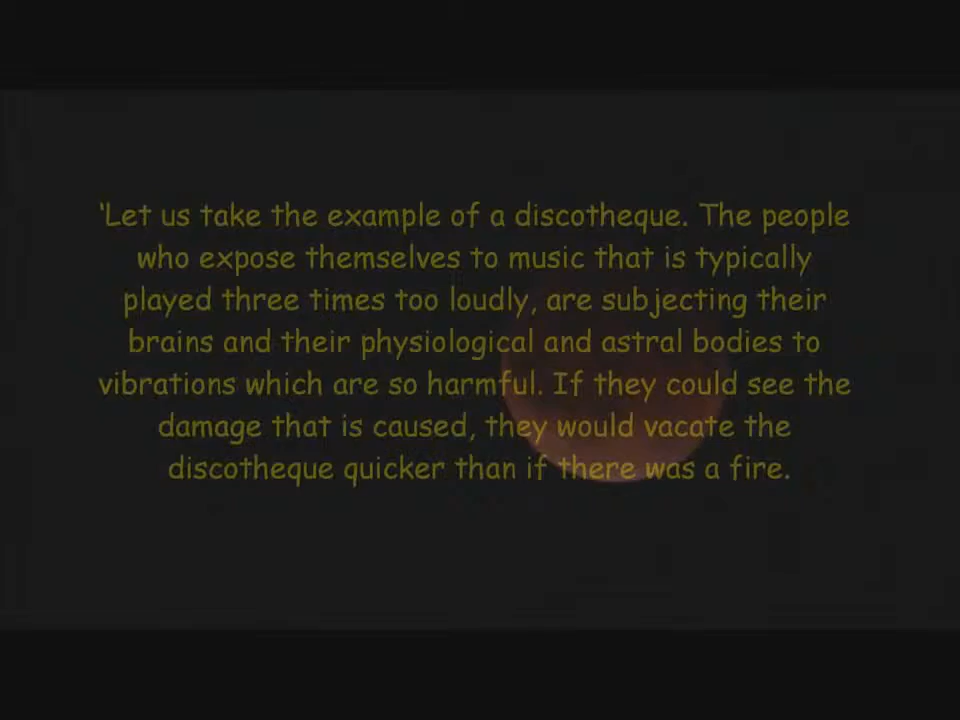 ‘Let us take the example of a discotheque. The people
who expose themselves to music that is typically
played three times too loudly, are subjecting their
brains and their physiological and astral bodies to
vibrations which are so harmful. If they could see the
damage that is caused, they would vacate the
discotheque quicker than if there was a fire.